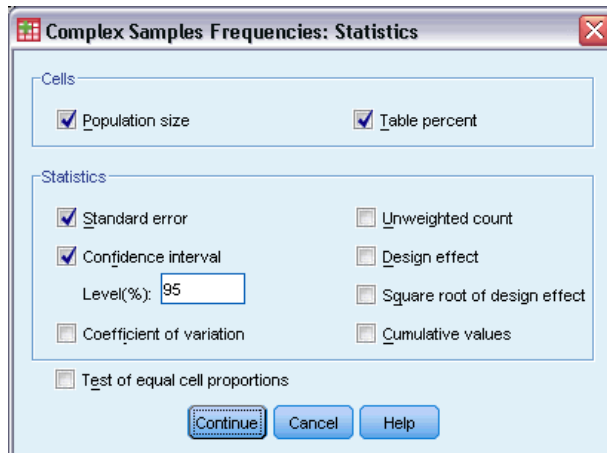 Complex Samples Frequencies: Statistics
Cells
Population size
Table percent
Statistics
Standard error
Unweighted count
Confidence interval
Design effect
Level(%): 95
Square root of design effect
Coefficient of variation
Cumulative values
Test of equal cell proportions
Continue Cancel Help